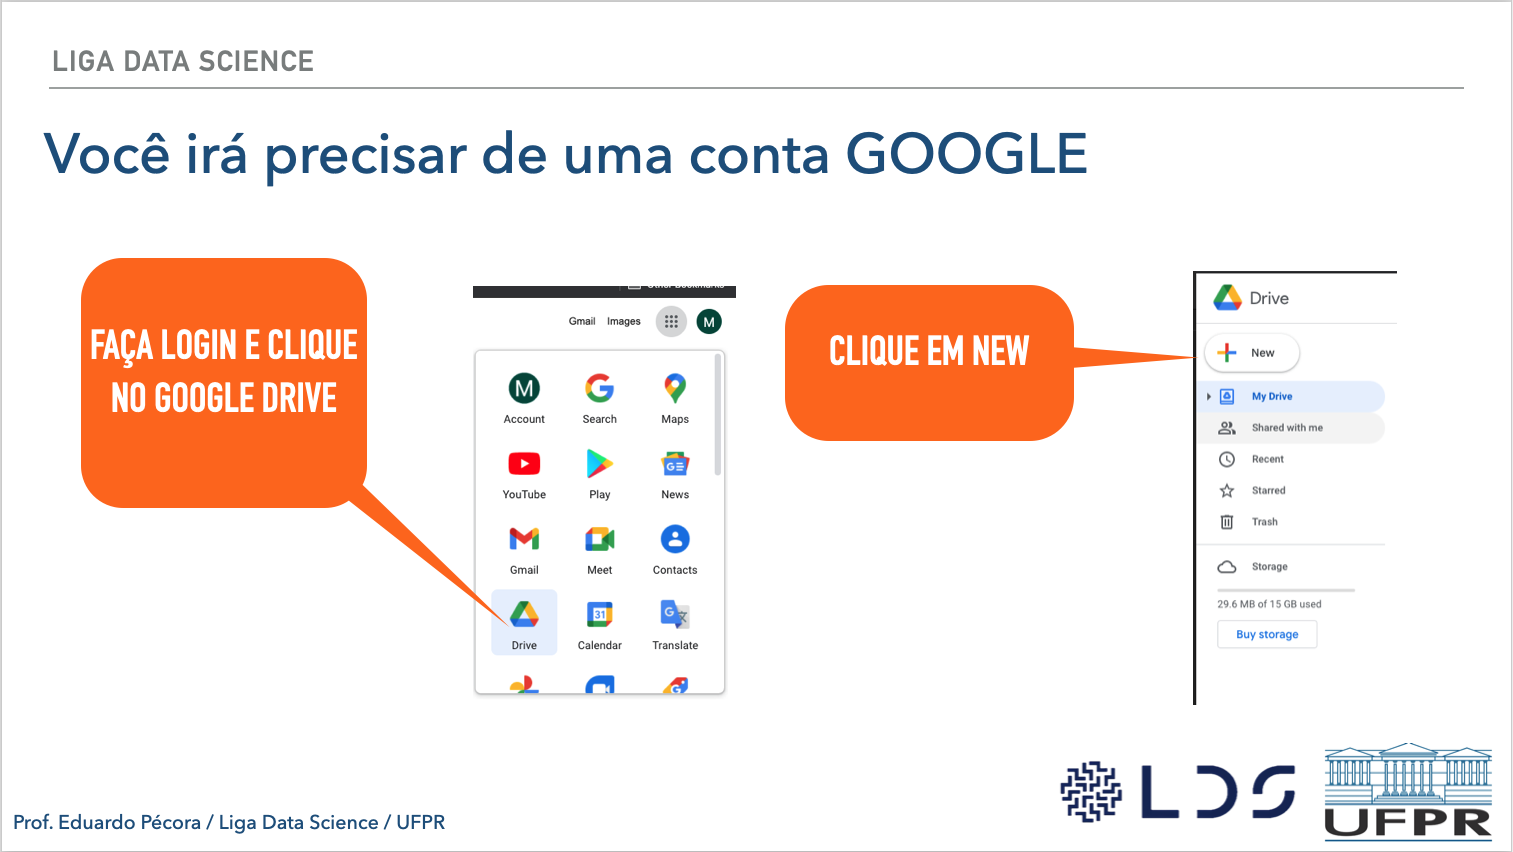 LIGA DATA SCIENCE
Você irá precisar de uma conta GOOGLE
FAÇA LOGIN E CLIQUE
NO GOOGLE DRIVE
Other Bookmarks
Gmail Images M
M
Account Search Maps
YouTube Play News
Gmail Meet Contacts
31
Drive Calendar Translate
CLIQUE EM NEW
Drive
New
My Drive
Shared with me
Recent
Starred
Trash
Storage
29.6 MB of 15 GB used
Buy storage
LDS
UFPR
Prof. Eduardo Pécora / Liga Data Science / UFPR